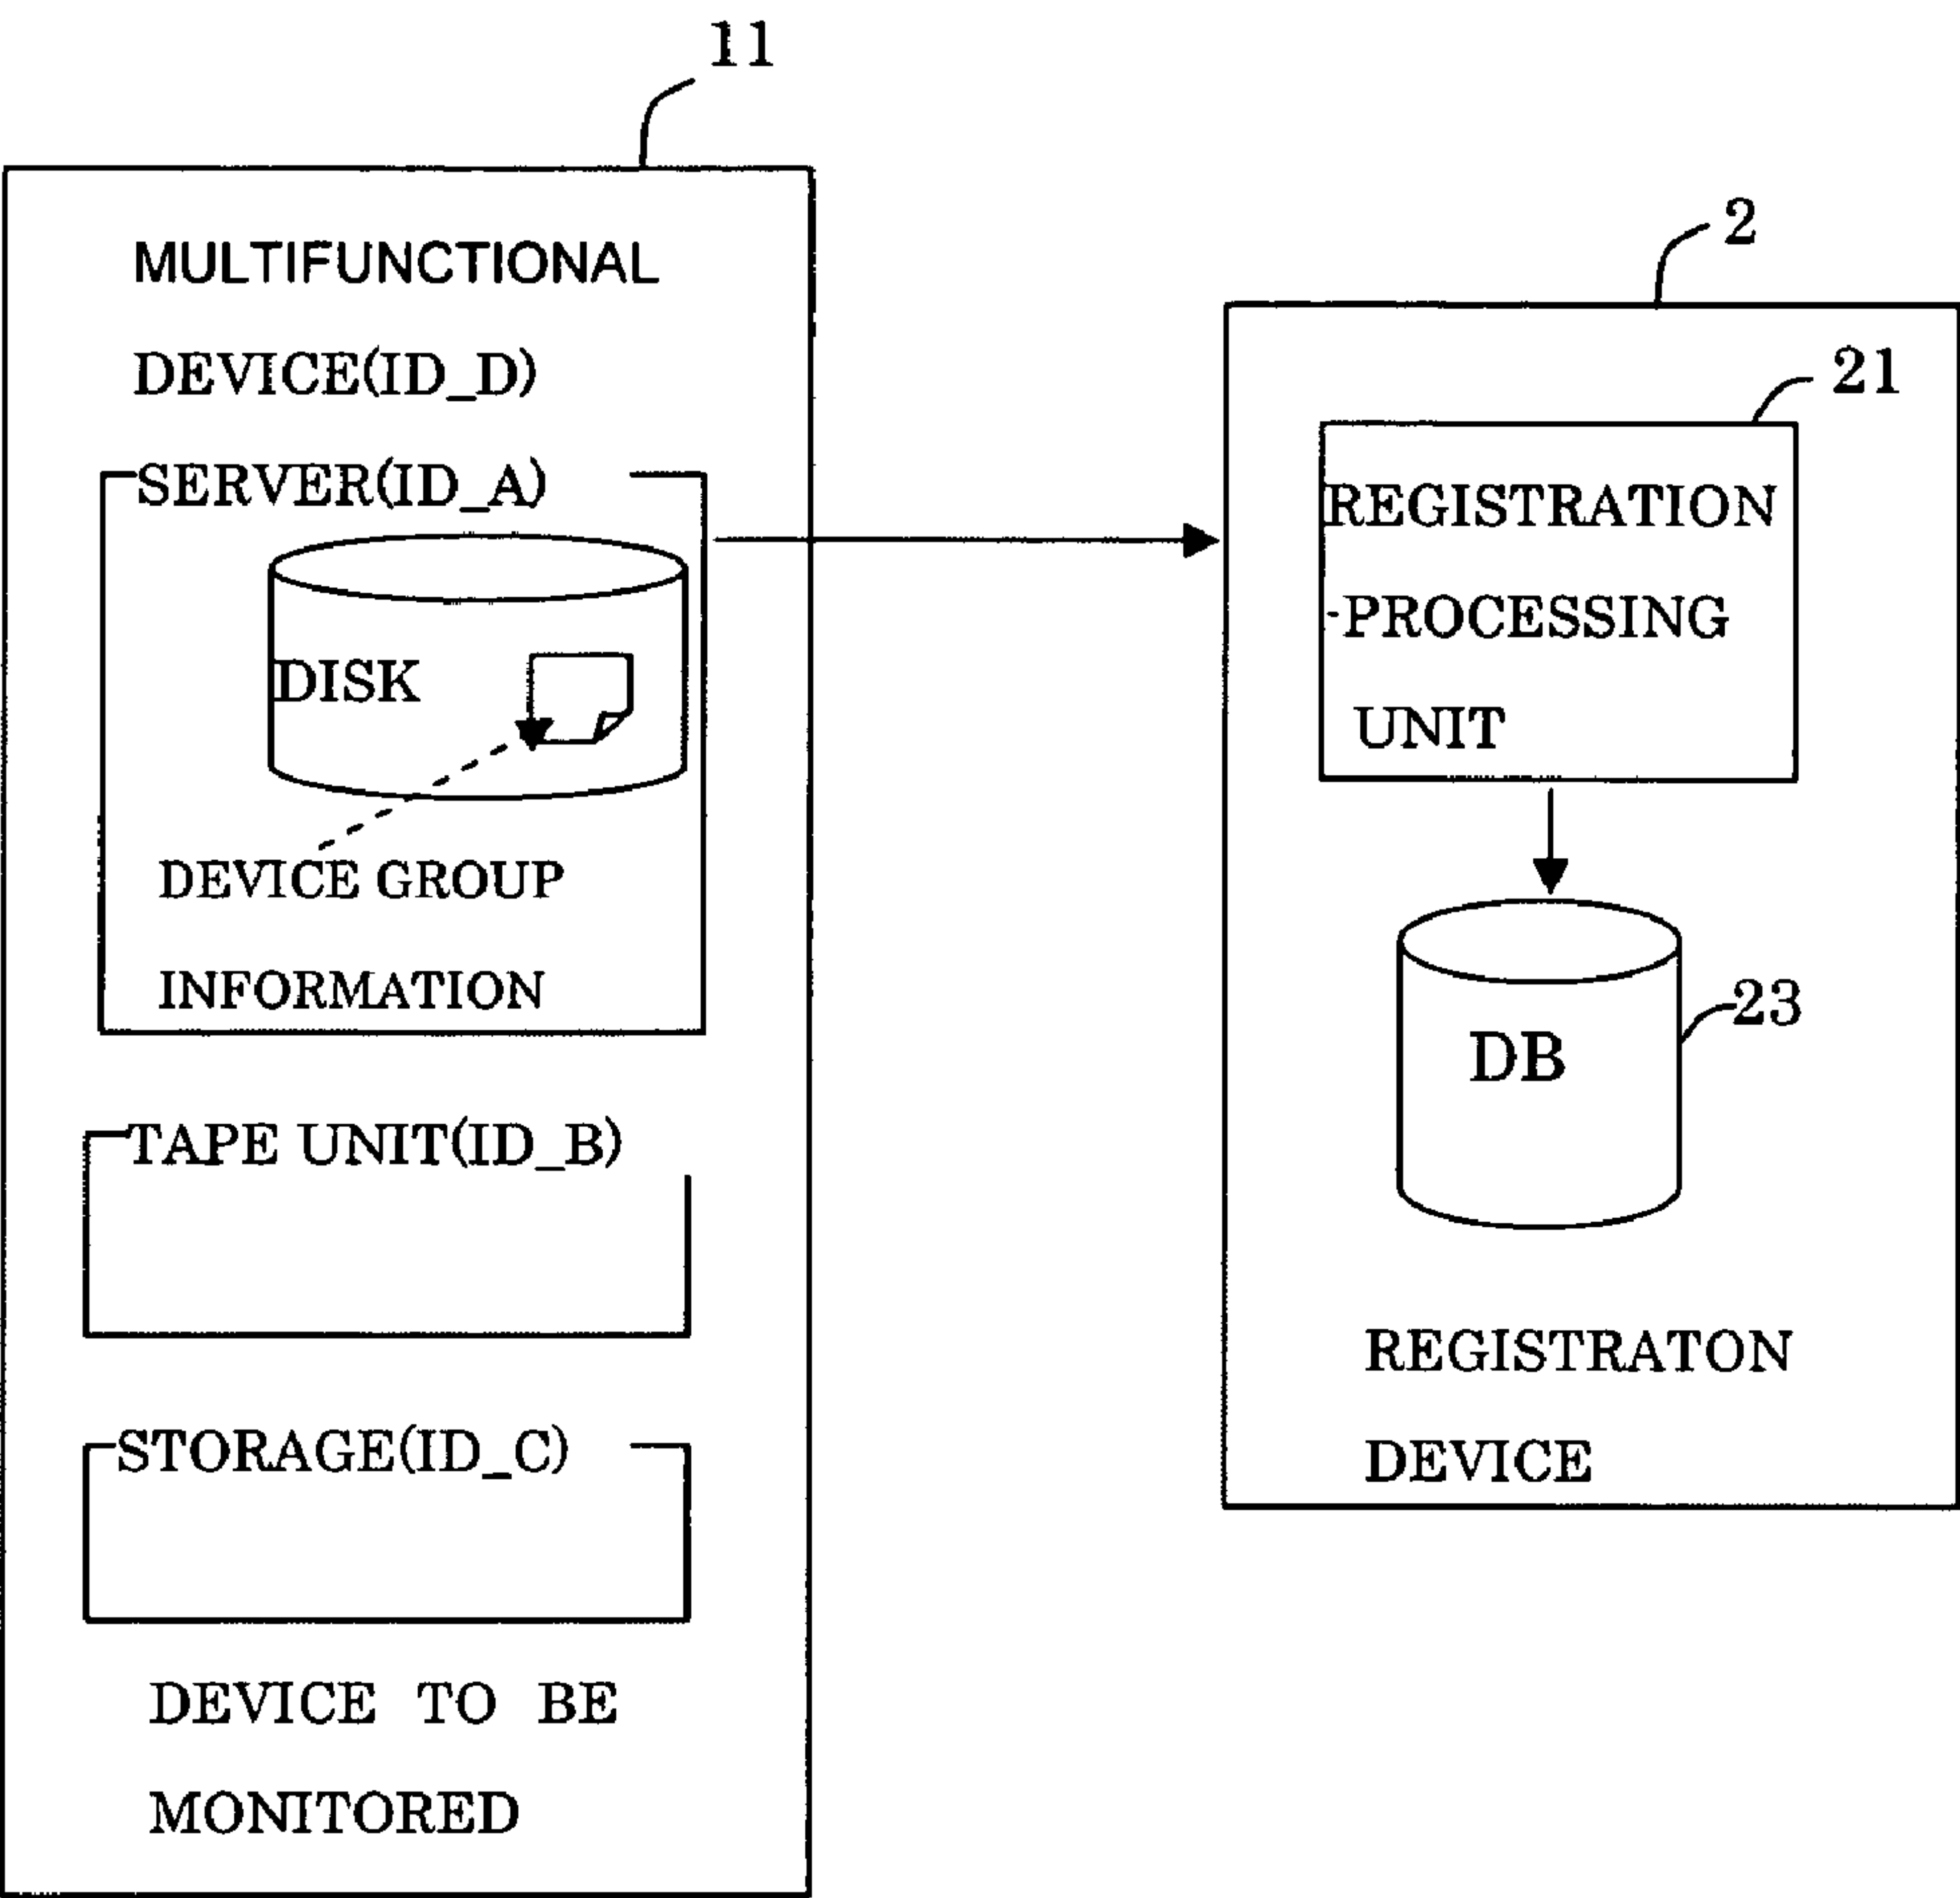 11
MULTIFUNCTIONAL
DEVICE(ID_D)
SERVER(ID_A)
DISK
DEVICE GROUP
INFORMATION
TAPE UNIT(ID_B)
STORAGE(ID_C)
DEVICE TO BE
MONITORED
2
21
REGISTRATION
-PROCESSING
UNIT
DB
23
REGISTRATON
DEVICE